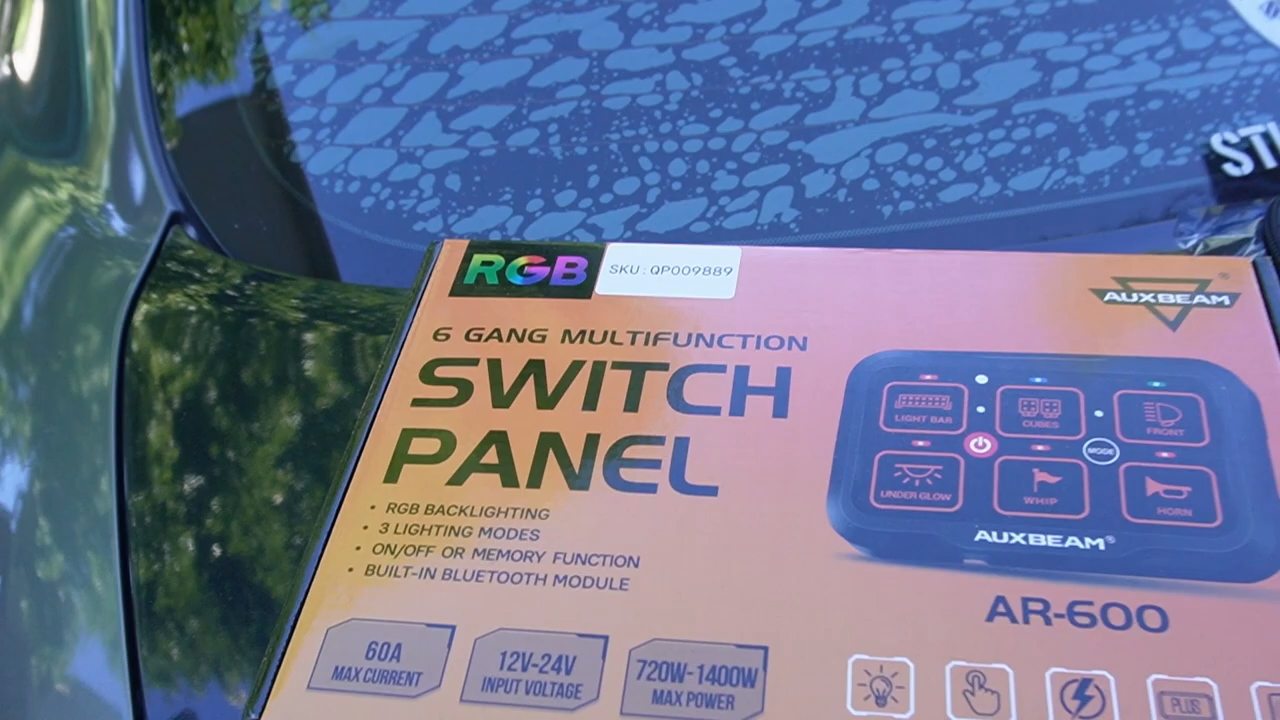 RGB
SKU : QP009889
AUXBEAM
®
6 GANG MULTIFUNCTION
SWITCH
PANEL
• RGB BACKLIGHTING
• 3 LIGHTING MODES
• ON/OFF OR MEMORY FUNCTION
• BUILT-IN BLUETOOTH MODULE
LIGHT BAR
CUBES
FRONT
MODE
UNDER GLOW
WHIP
HORN
AUXBEAM®
AR-600
60A
MAX CURRENT
12V-24V
INPUT VOLTAGE
720W-1400W
MAX POWER
PLUS